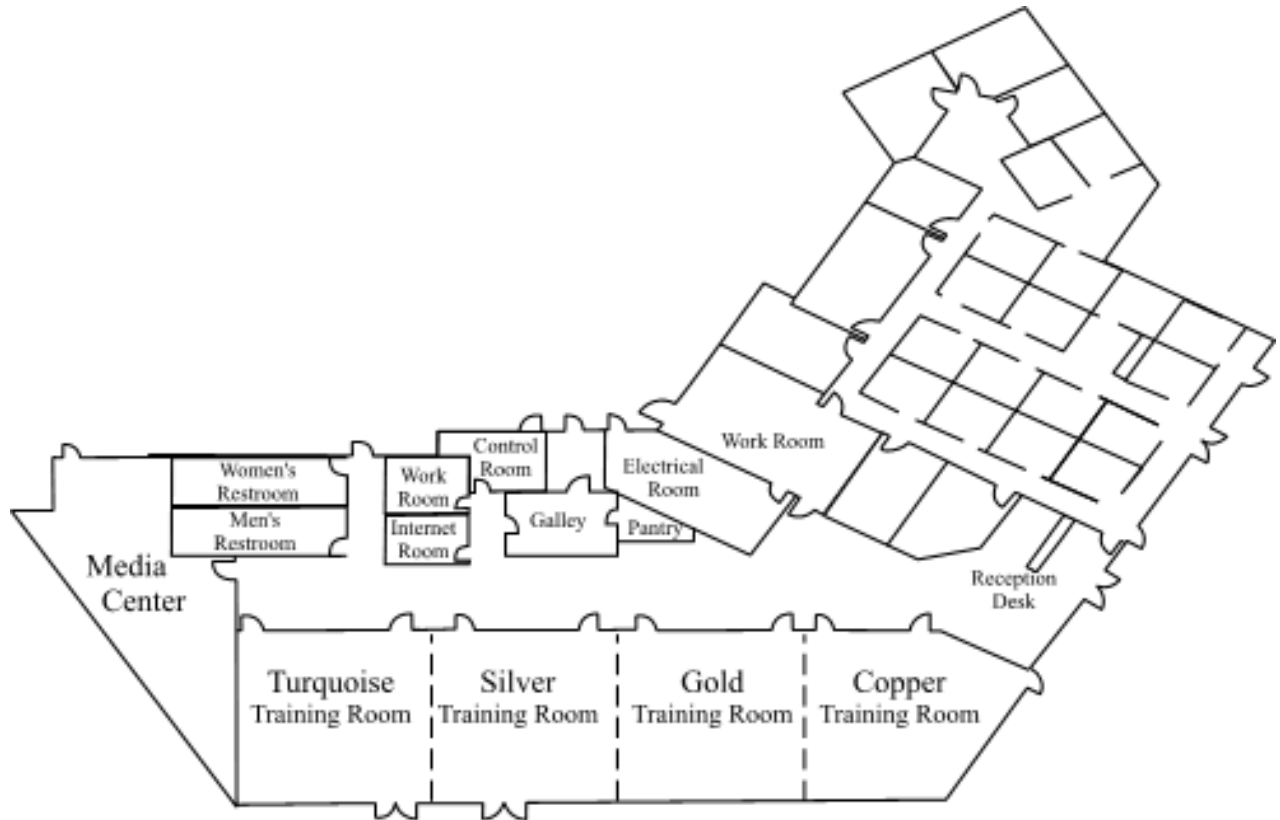 Control
Room
Work Room
Women's
Restroom
Work
Room
Electrical
Room
Men's
Restroom
Internet
Room
Galley
Pantry
Media
Center
Reception
Desk
Turquoise
Training Room
Silver
Training Room
Gold
Training Room
Copper
Training Room